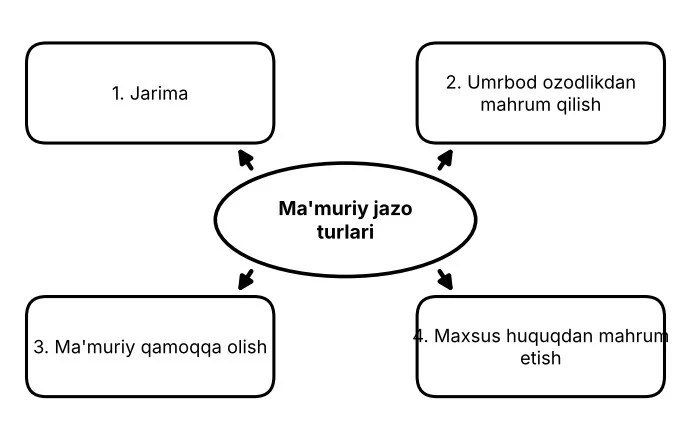 1. Jarima
2. Umrbod ozodlikdan
mahrum qilish
Ma'muriy jazo
turlari
3. Ma'muriy qamoqqa olish
4. Maxsus huquqdan mahrum
etish